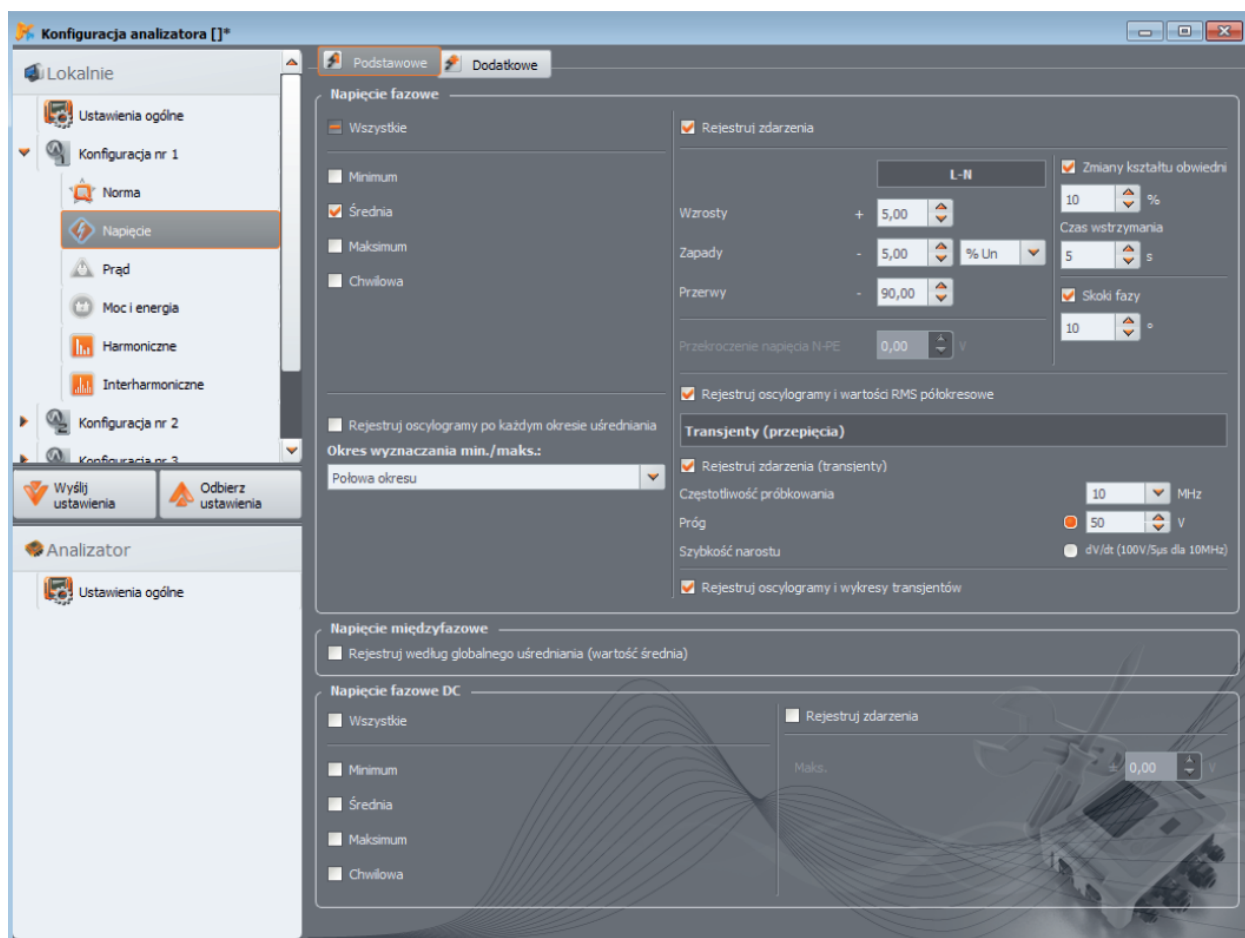 Konfiguracja analizatora []*
Lokalnie
Ustawienia ogólne
Konfiguracja nr 1
Norma
Napięcie
Prąd
Moc i energia
Harmoniczne
Interharmoniczne
Konfiguracja nr 2
Konfiguracja nr 3
Wyślij ustawienia
Odbierz ustawienia
Analizator
Ustawienia ogólne
Podstawowe
Dodatkowe
Napięcie fazowe
Wszystkie
Minimum
Średnia
Maksimum
Chwilowa
Rejestruj oscylogramy po każdym okresie uśredniania
Okres wyznaczania min./maks.:
Połowa okresu
Rejestruj zdarzenia
L-N
Wzrosty + 5,00
Zapady - 5,00 % Un
Przerwy - 90,00
Przekroczenie napięcia N-PE 0,00 V
Zmiany kształtu obwiedni
10 %
Czas wstrzymania
5 s
Skoki fazy
10 °
Rejestruj oscylogramy i wartości RMS półokresowe
Transjenty (przepięcia)
Rejestruj zdarzenia (transjenty)
Częstotliwość próbkowania 10 MHz
Próg 50 V
Szybkość narostu dV/dt (100V/5µs dla 10MHz)
Rejestruj oscylogramy i wykresy transjentów
Napięcie międzyfazowe
Rejestruj według globalnego uśredniania (wartość średnia)
Napięcie fazowe DC
Wszystkie
Minimum
Średnia
Maksimum
Chwilowa
Rejestruj zdarzenia
Maks. ± 0,00 V